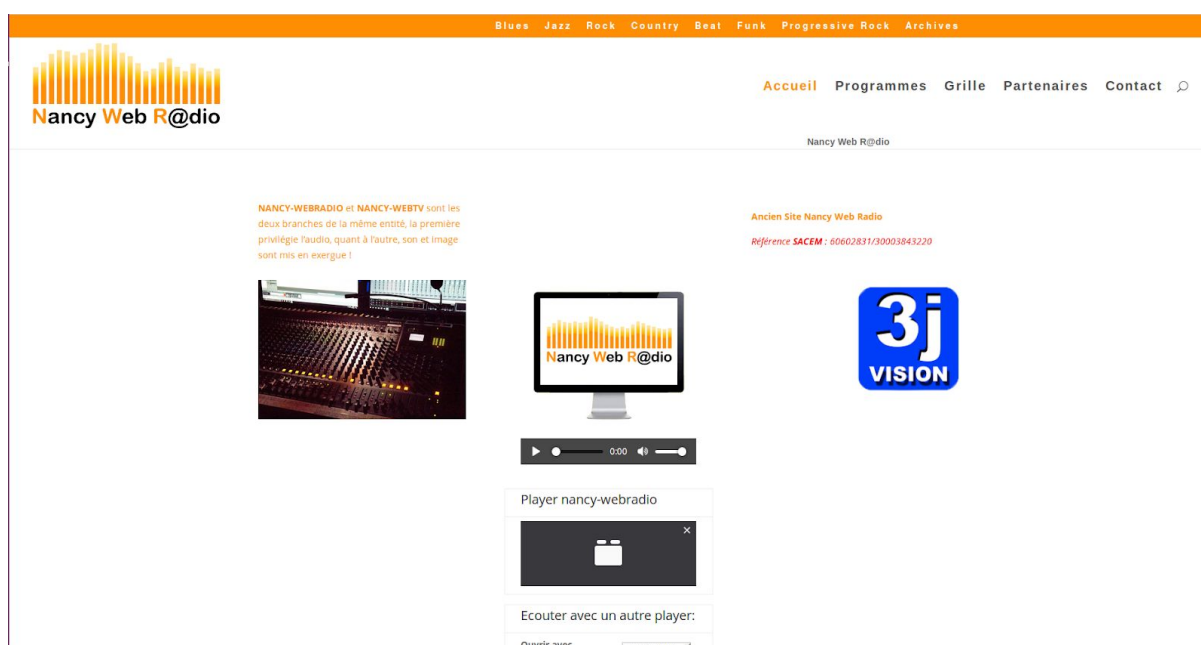 Blues Jazz Rock Country Beat Funk Progressive Rock Archives
Nancy Web R@dio
Accueil Programmes Grille Partenaires Contact
Nancy Web R@dio
NANCY-WEBRADIO et NANCY-WEBTV sont les
deux branches de la même entité, la première
privilégie l'audio, quant à l'autre, son et image
sont mis en exergue !
Nancy Web R@dio
0:00
Player nancy-webradio
Ecouter avec un autre player:
Ouvrir avec
Ancien Site Nancy Web Radio
Référence SACEM : 60602831/30003843220
3j
VISION